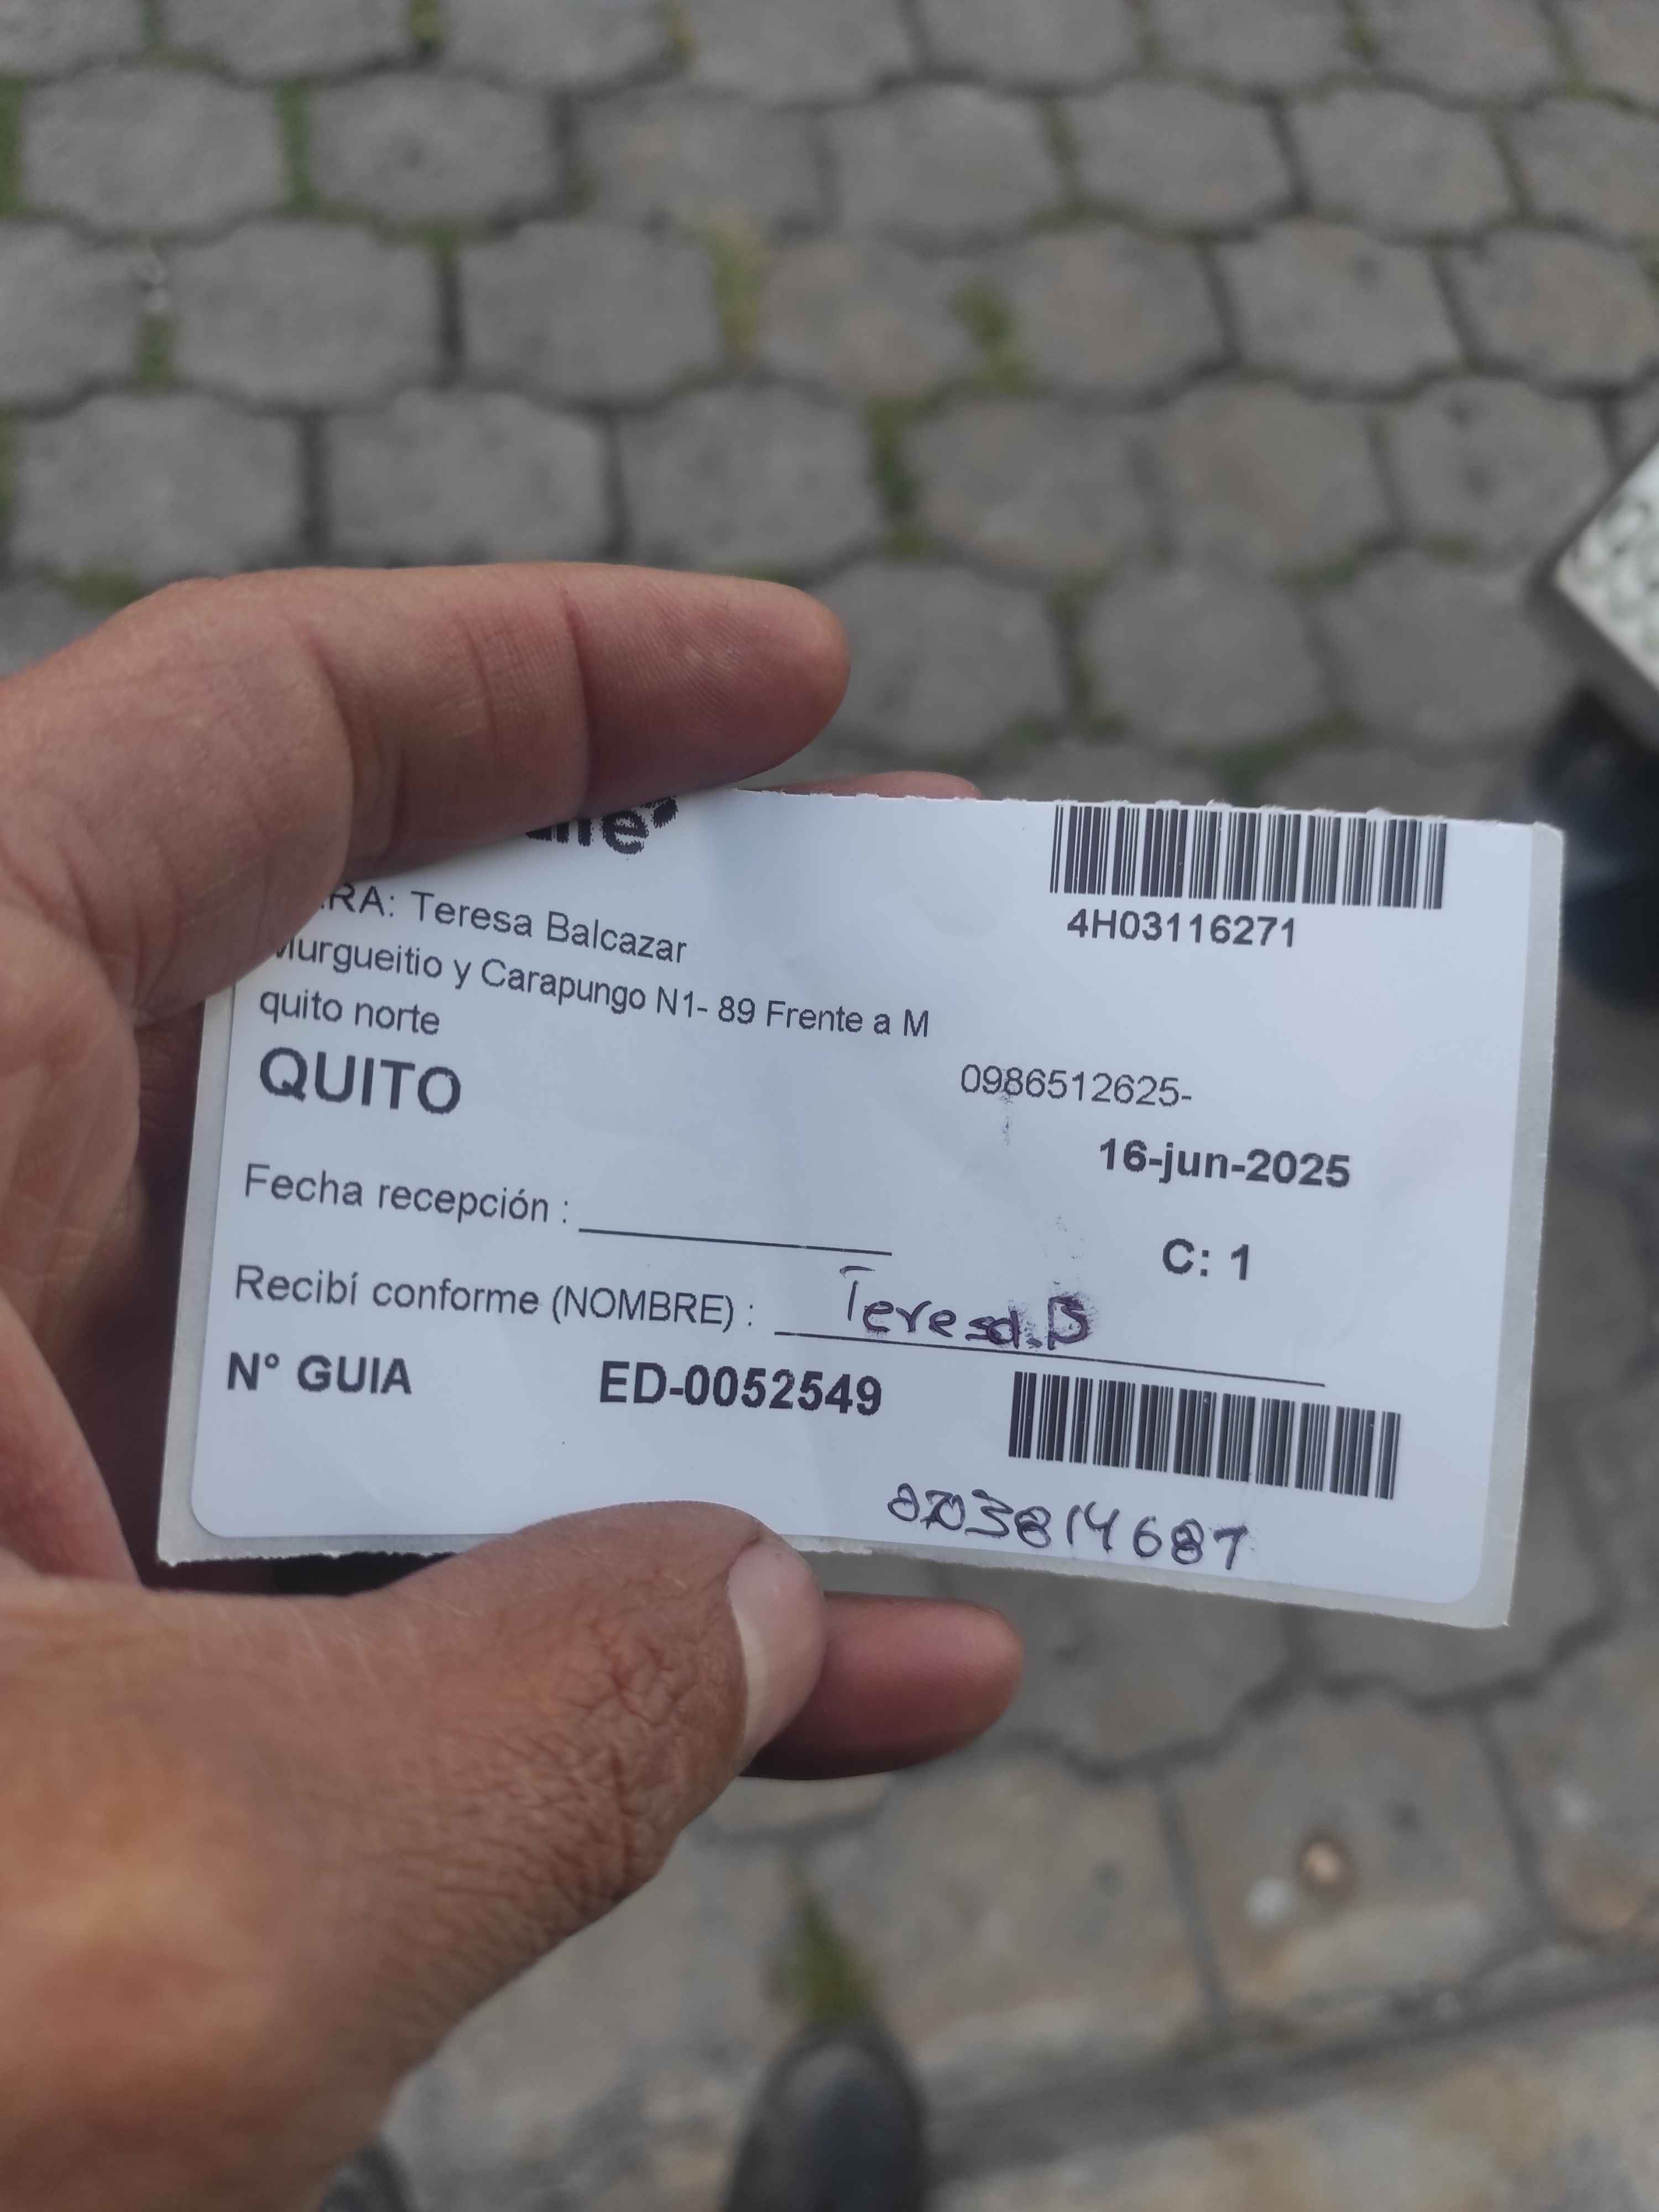 4H03116271
RA: Teresa Balcazar
Murgueitio y Carapungo N1- 89 Frente a M
quito norte
QUITO
0986512625-
16-jun-2025
Fecha recepción :
C: 1
Recibí conforme (NOMBRE) : Teresa.B
N° GUIA ED-0052549